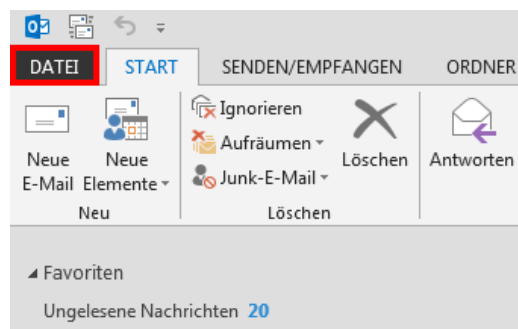 DATEI START SENDEN/EMPFANGEN ORDNER
Neue E-Mail
Neue Elemente
Ignorieren
Aufräumen
Junk-E-Mail
Löschen
Antworten
Neu
Löschen
Favoriten
Ungelesene Nachrichten 20